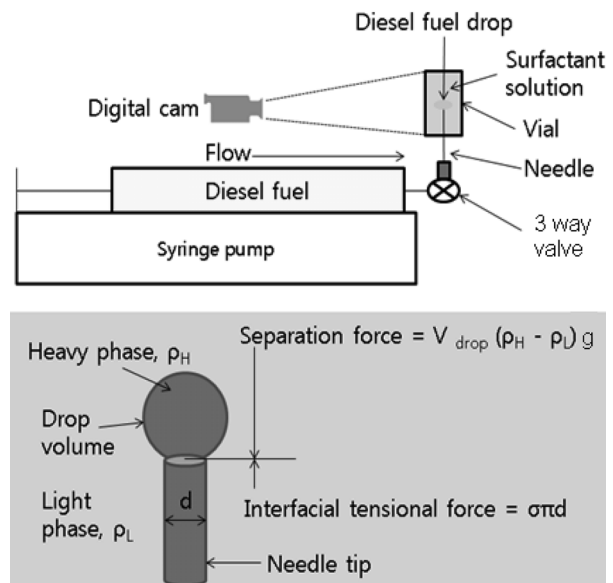 Diesel fuel drop
Surfactant
solution
Digital cam
Vial
Flow
Needle
Diesel fuel
3 way
valve
Syringe pump
Separation force = V drop (ρH - ρL) g
Heavy phase, ρH
Drop
volume
Light
phase, ρL
d
Interfacial tensional force = σπd
Needle tip